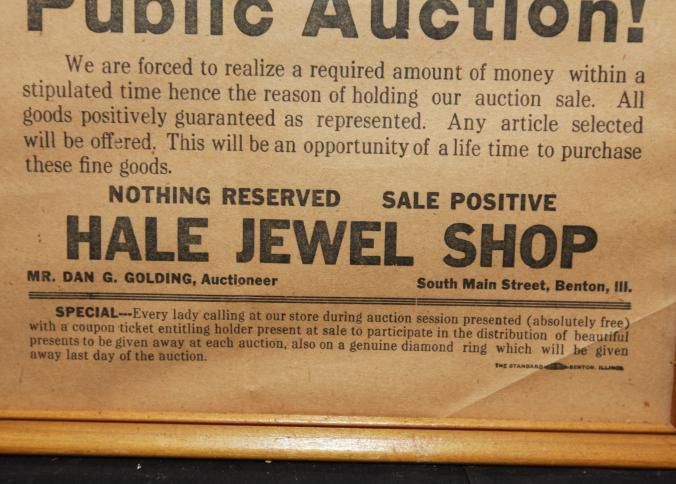 Public Auction!
We are forced to realize a required amount of money within a
stipulated time hence the reason of holding our auction sale. All
goods positively guaranteed as represented. Any article selected
will be offered. This will be an opportunity of a life time to purchase
these fine goods.
NOTHING RESERVED SALE POSITIVE
HALE JEWEL SHOP
MR. DAN G. GOLDING, Auctioneer South Main Street, Benton, Ill.
SPECIAL---Every lady calling at our store during auction session presented (absolutely free)
with a coupon ticket entitling holder present at sale to participate in the distribution of beautiful
presents to be given away at each auction, also on a genuine diamond ring which will be given
away last day of the auction.
THE STANDARD BENTON, ILLINOIS